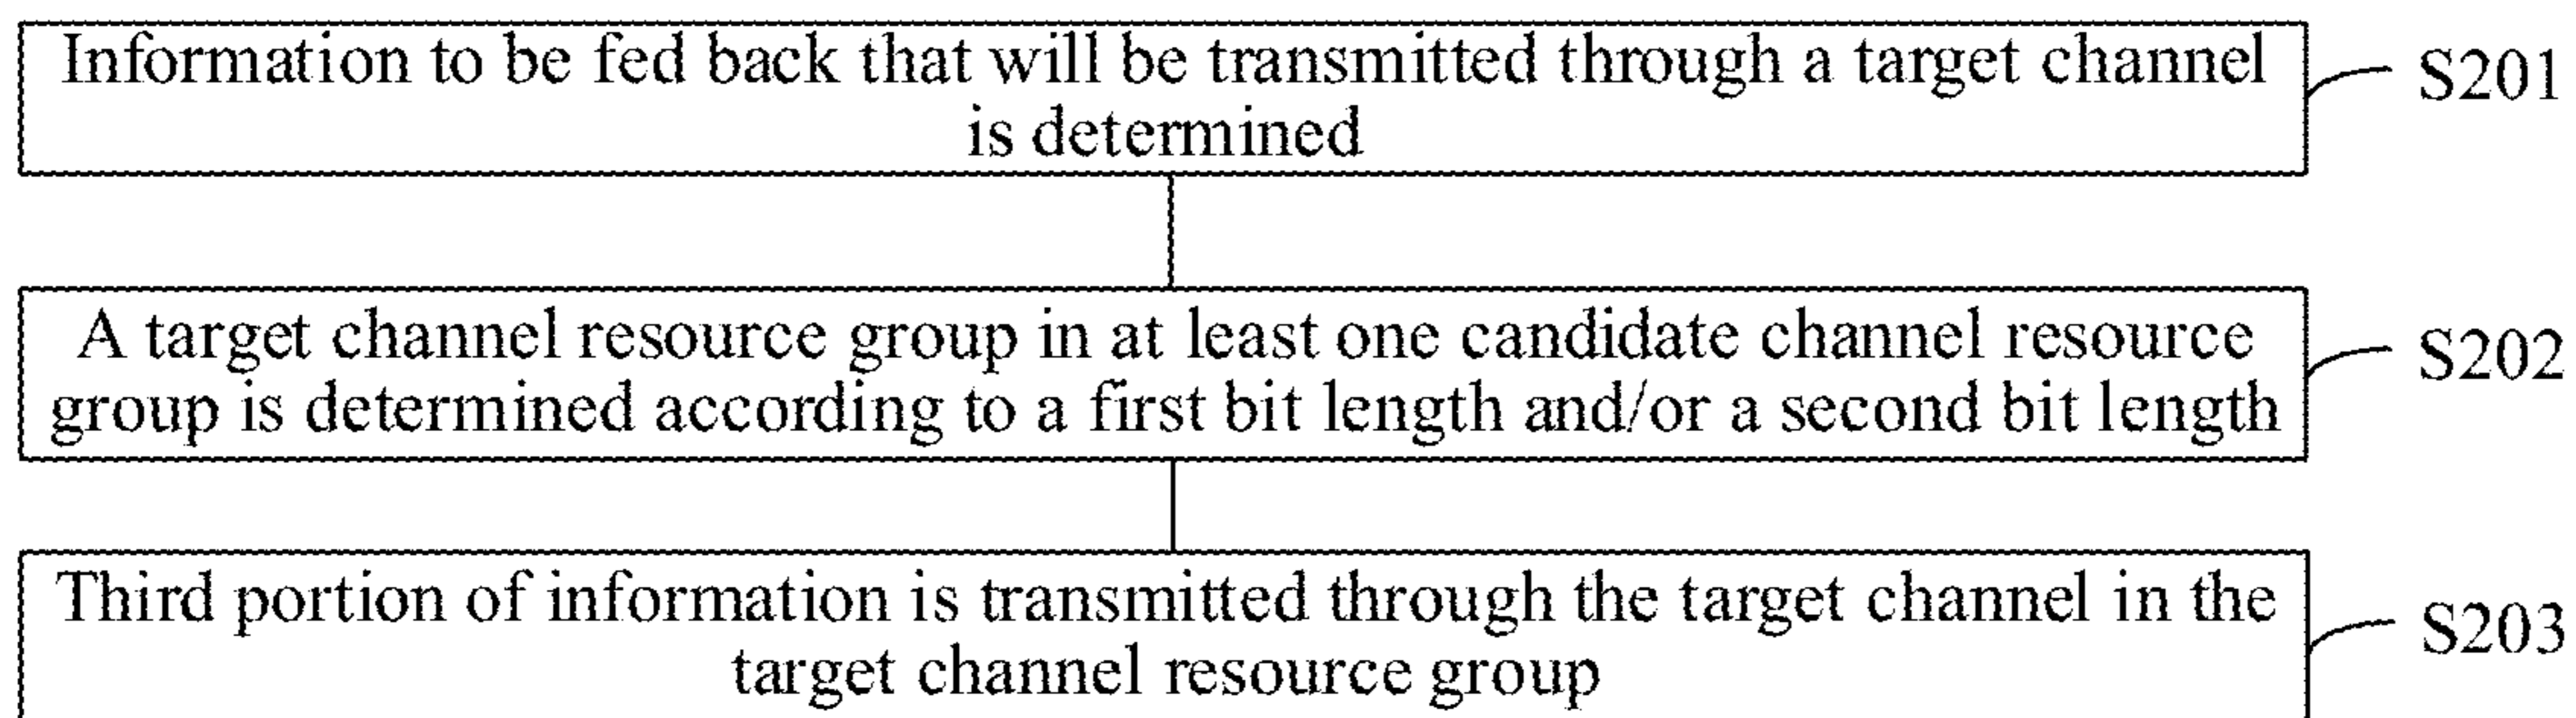 Information to be fed back that will be transmitted through a target channel
is determined
S201
A target channel resource group in at least one candidate channel resource
group is determined according to a first bit length and/or a second bit length
S202
Third portion of information is transmitted through the target channel in the
target channel resource group
S203